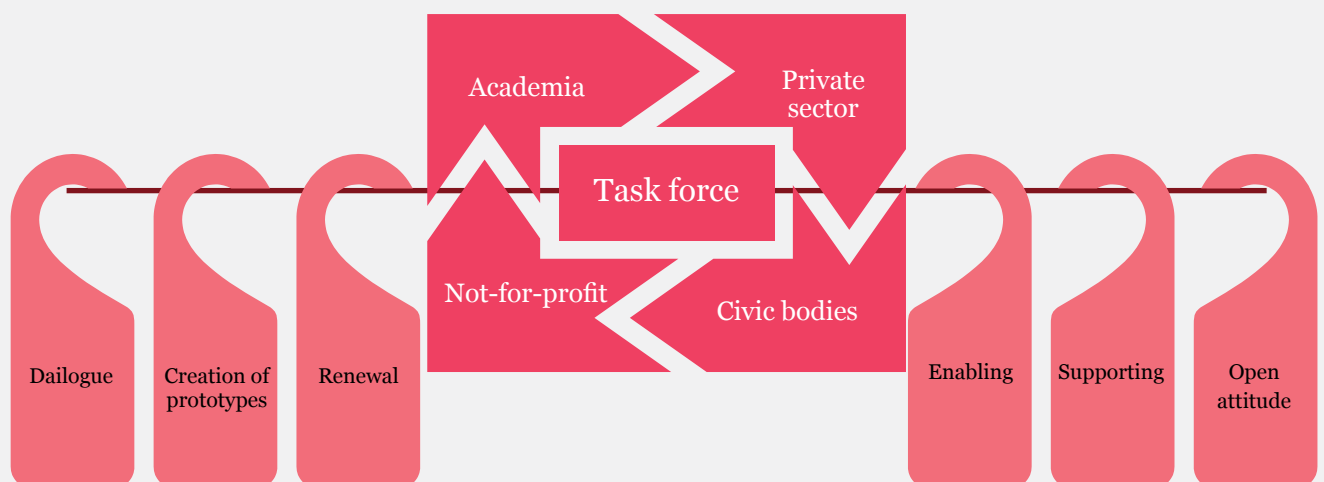 Academia
Private
sector
Task force
Not-for-profit
Civic bodies
Dailogue
Creation of
prototypes
Renewal
Enabling
Supporting
Open
attitude